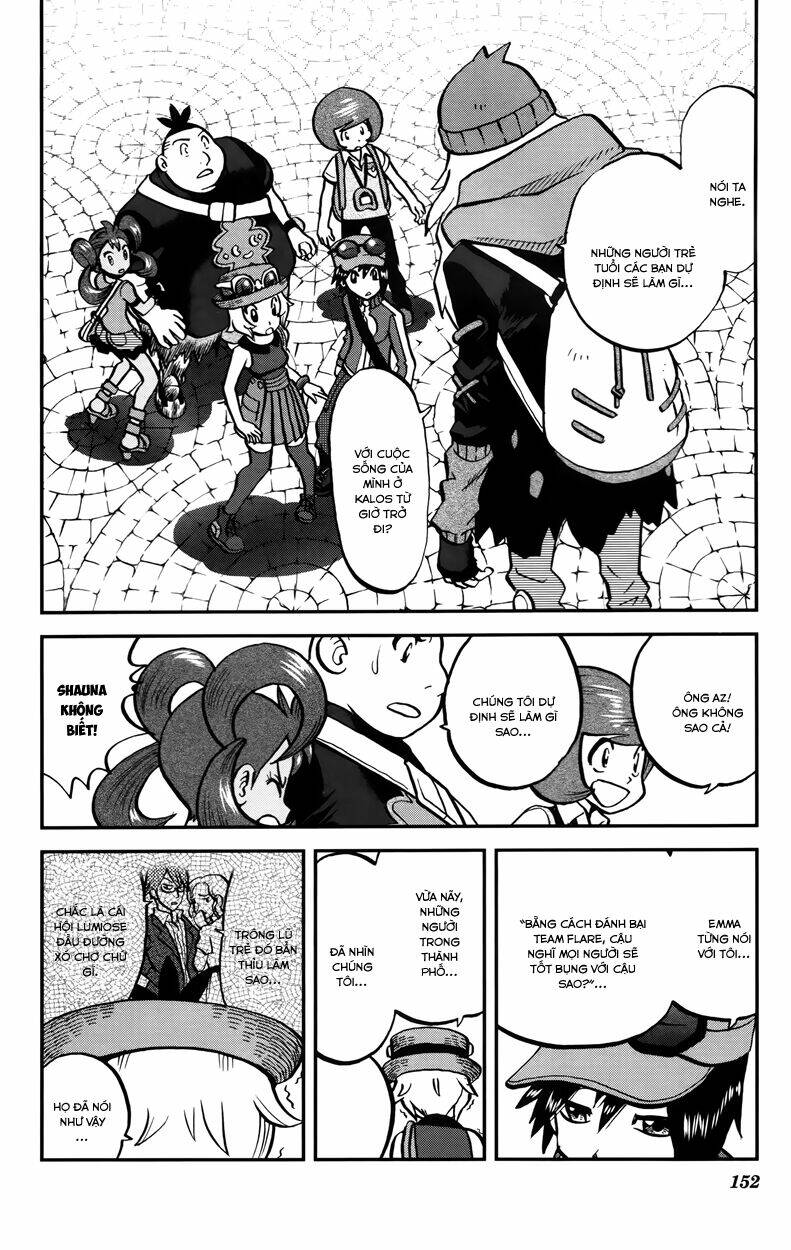 NÓI TA
NGHE.
NHỮNG NGƯỜI TRẺ
TUỔI CÁC BẠN DỰ
ĐỊNH SẼ LÀM GÌ...
VỚI CUỘC
SỐNG CỦA
MÌNH Ở
KALOS TỪ
GIỜ TRỞ
ĐI?
ÔNG AZ!
ÔNG KHÔNG
SAO CẢ!
CHÚNG TÔI DỰ
ĐỊNH SẼ LÀM GÌ
SAO...
SHAUNA
KHÔNG
BIẾT!
EMMA
TỪNG NÓI
VỚI TÔI...
"BẰNG CÁCH ĐÁNH BẠI
TEAM FLARE, CẬU
NGHĨ MỌI NGƯỜI SẼ
TỐT BỤNG VỚI CẬU
SAO?"...
VỪA NÃY,
NHỮNG
NGƯỜI
TRONG
THÀNH
PHỐ...
ĐÃ NHÌN
CHÚNG
TÔI...
TRÔNG LŨ
TRẺ ĐÓ BẨN
THỈU LÀM
SAO...
CHẮC LÀ CÁI
HỘI LUMIOSE
ĐẦU ĐƯỜNG
XÓ CHỢ CHỨ
GÌ.
HỌ ĐÃ NÓI
NHƯ VẬY
...
152